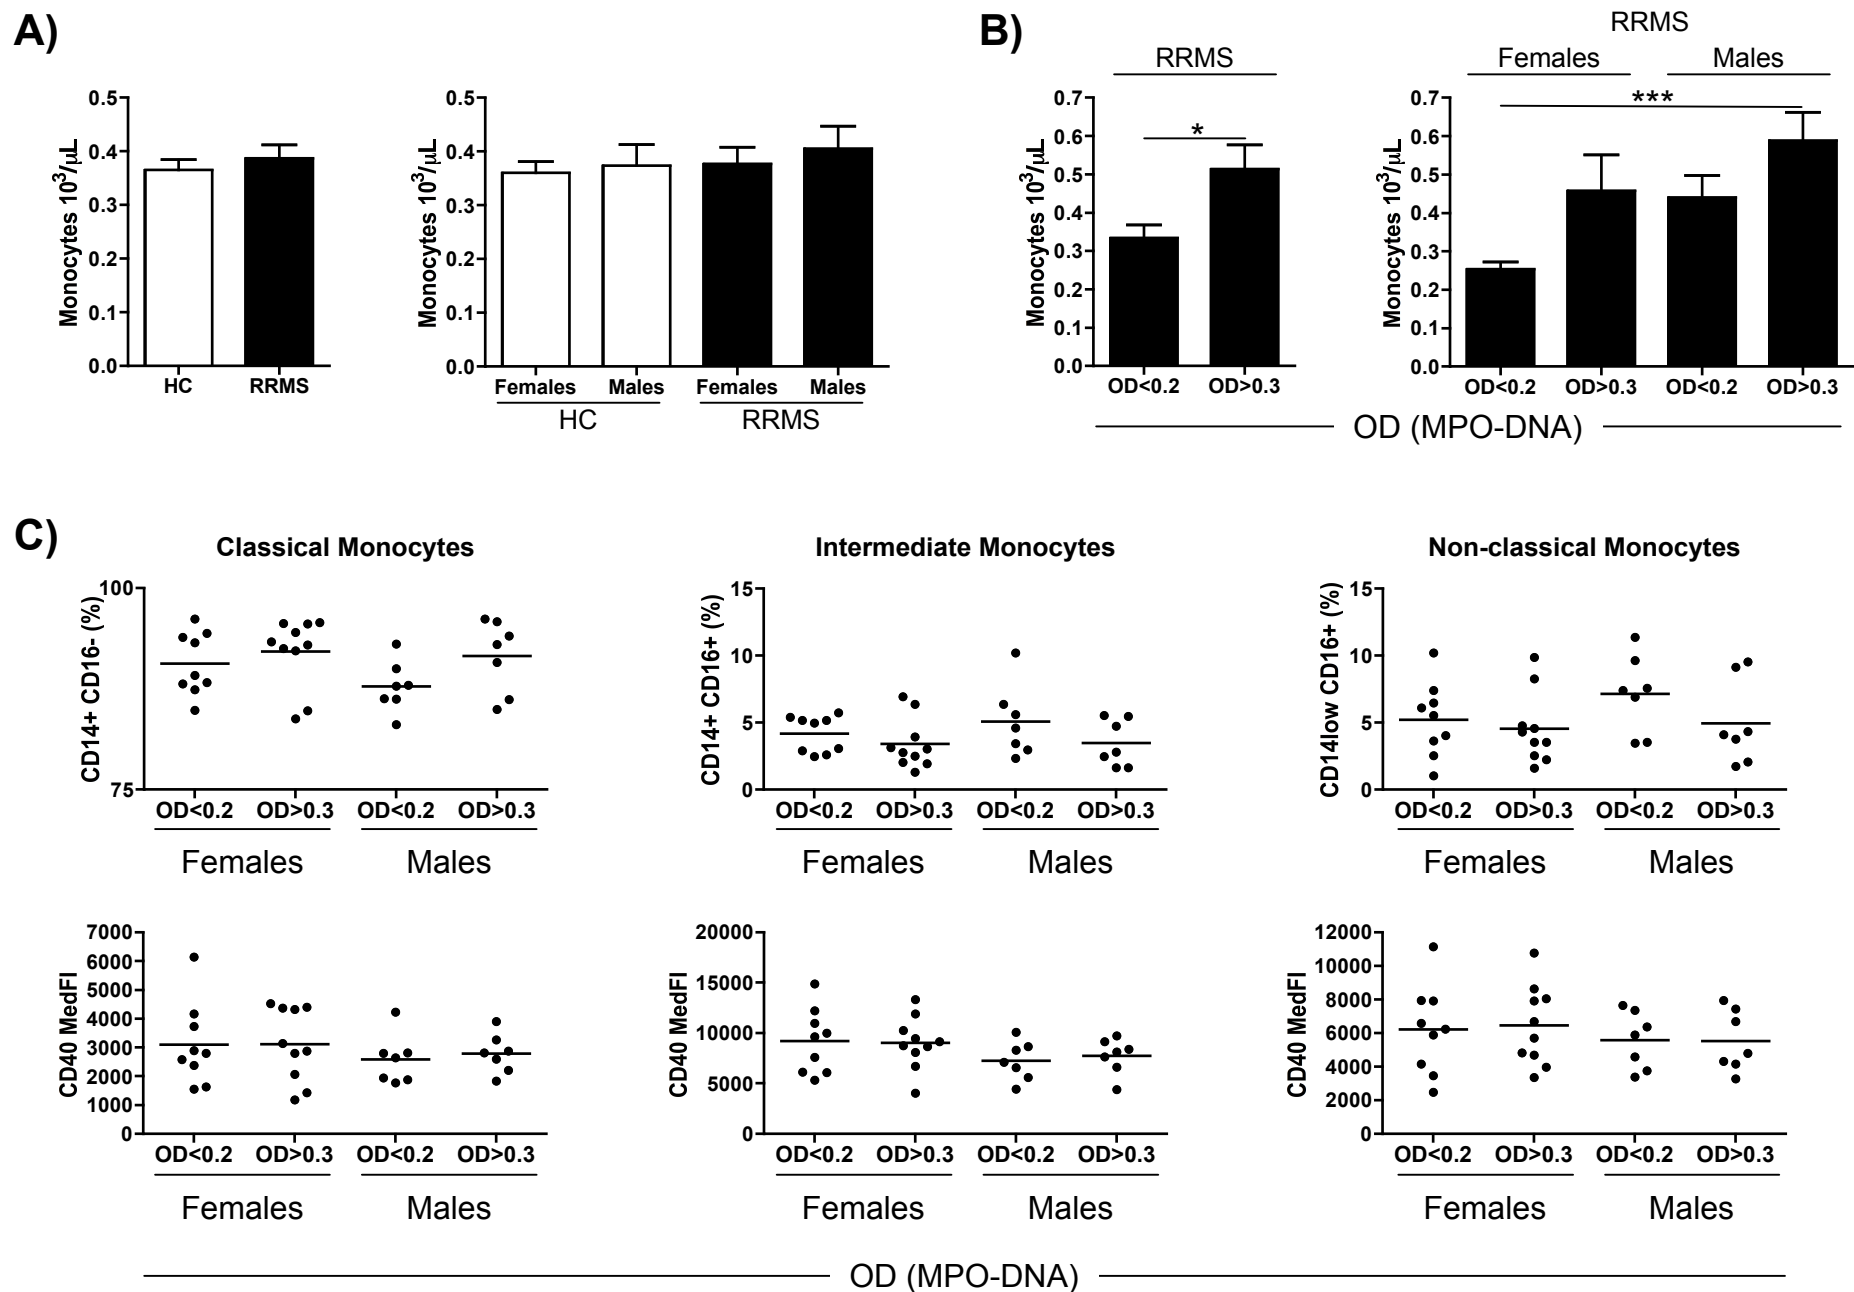 A)
0.5
0.4
0.3
0.2
0.1
0.0
Monocytes 10³/µL
HC RRMS
0.5
0.4
0.3
0.2
0.1
0.0
Monocytes 10³/µL
Females Males Females Males
HC RRMS
B)
RRMS
0.7
0.6
0.5
0.4
0.3
0.2
0.1
0.0
Monocytes 10³/µL
*
OD<0.2 OD>0.3
RRMS
Females Males
0.7
0.6
0.5
0.4
0.3
0.2
0.1
0.0
Monocytes 10³/µL
***
OD<0.2 OD>0.3 OD<0.2 OD>0.3
OD (MPO-DNA)
C)
Classical Monocytes
100
75
CD14+ CD16- (%)
OD<0.2 OD>0.3 OD<0.2 OD>0.3
Females Males
Intermediate Monocytes
15
10
5
0
CD14+ CD16+ (%)
OD<0.2 OD>0.3 OD<0.2 OD>0.3
Females Males
Non-classical Monocytes
15
10
5
0
CD14low CD16+ (%)
OD<0.2 OD>0.3 OD<0.2 OD>0.3
Females Males
7000
6000
5000
4000
3000
2000
1000
0
CD40 MedFI
OD<0.2 OD>0.3 OD<0.2 OD>0.3
Females Males
20000
15000
10000
5000
0
CD40 MedFI
OD<0.2 OD>0.3 OD<0.2 OD>0.3
Females Males
12000
10000
8000
6000
4000
2000
0
CD40 MedFI
OD<0.2 OD>0.3 OD<0.2 OD>0.3
Females Males
OD (MPO-DNA)